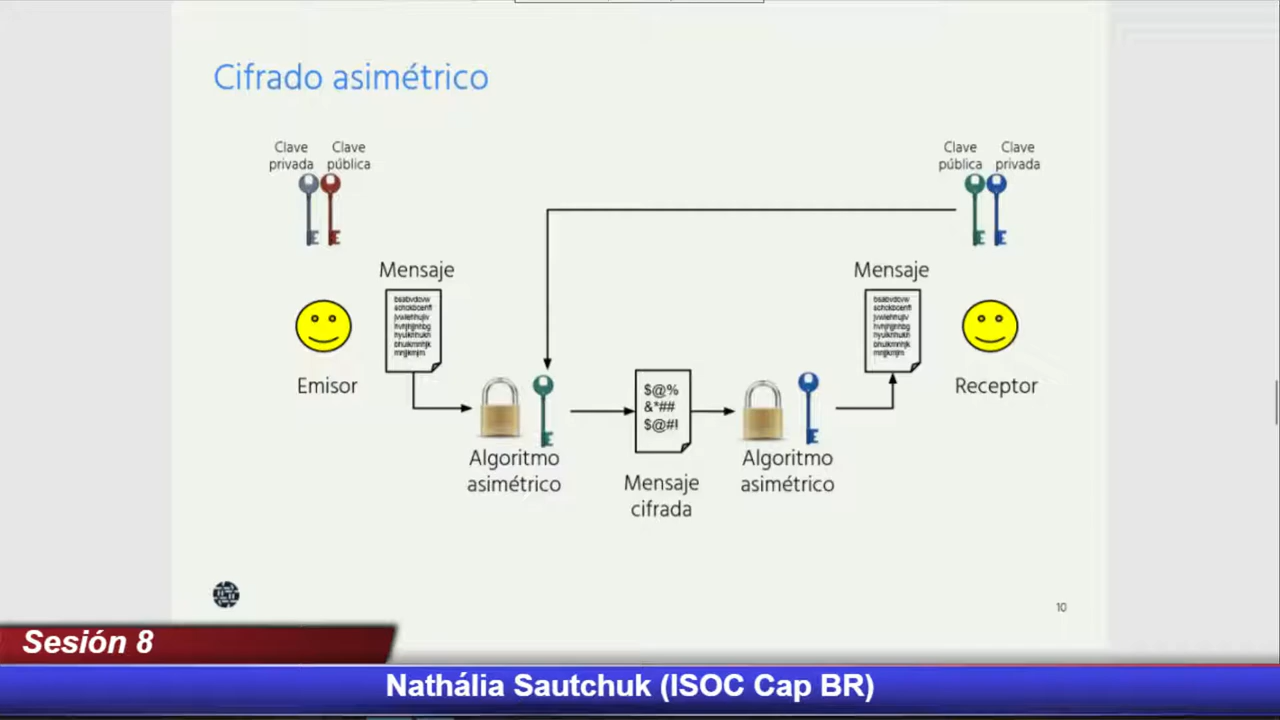 Cifrado asimétrico
Clave
privada
Clave
pública
Clave
pública
Clave
privada
Mensaje
Mensaje
Emisor
Receptor
$@%
&*##
$@#!
Algoritmo
asimétrico
Mensaje
cifrada
Algoritmo
asimétrico
10
Sesión 8
Nathália Sautchuk (ISOC Cap BR)